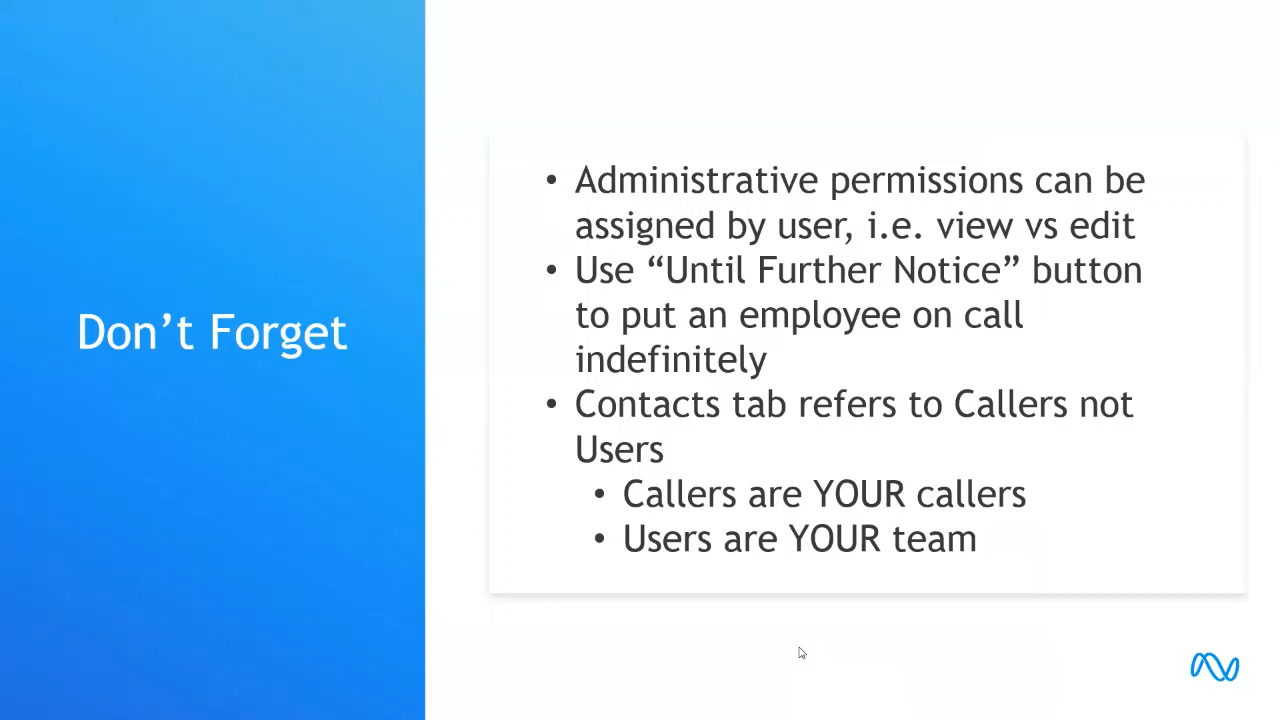 Don’t Forget
• Administrative permissions can be
assigned by user, i.e. view vs edit
• Use “Until Further Notice” button
to put an employee on call
indefinitely
• Contacts tab refers to Callers not
Users
• Callers are YOUR callers
• Users are YOUR team